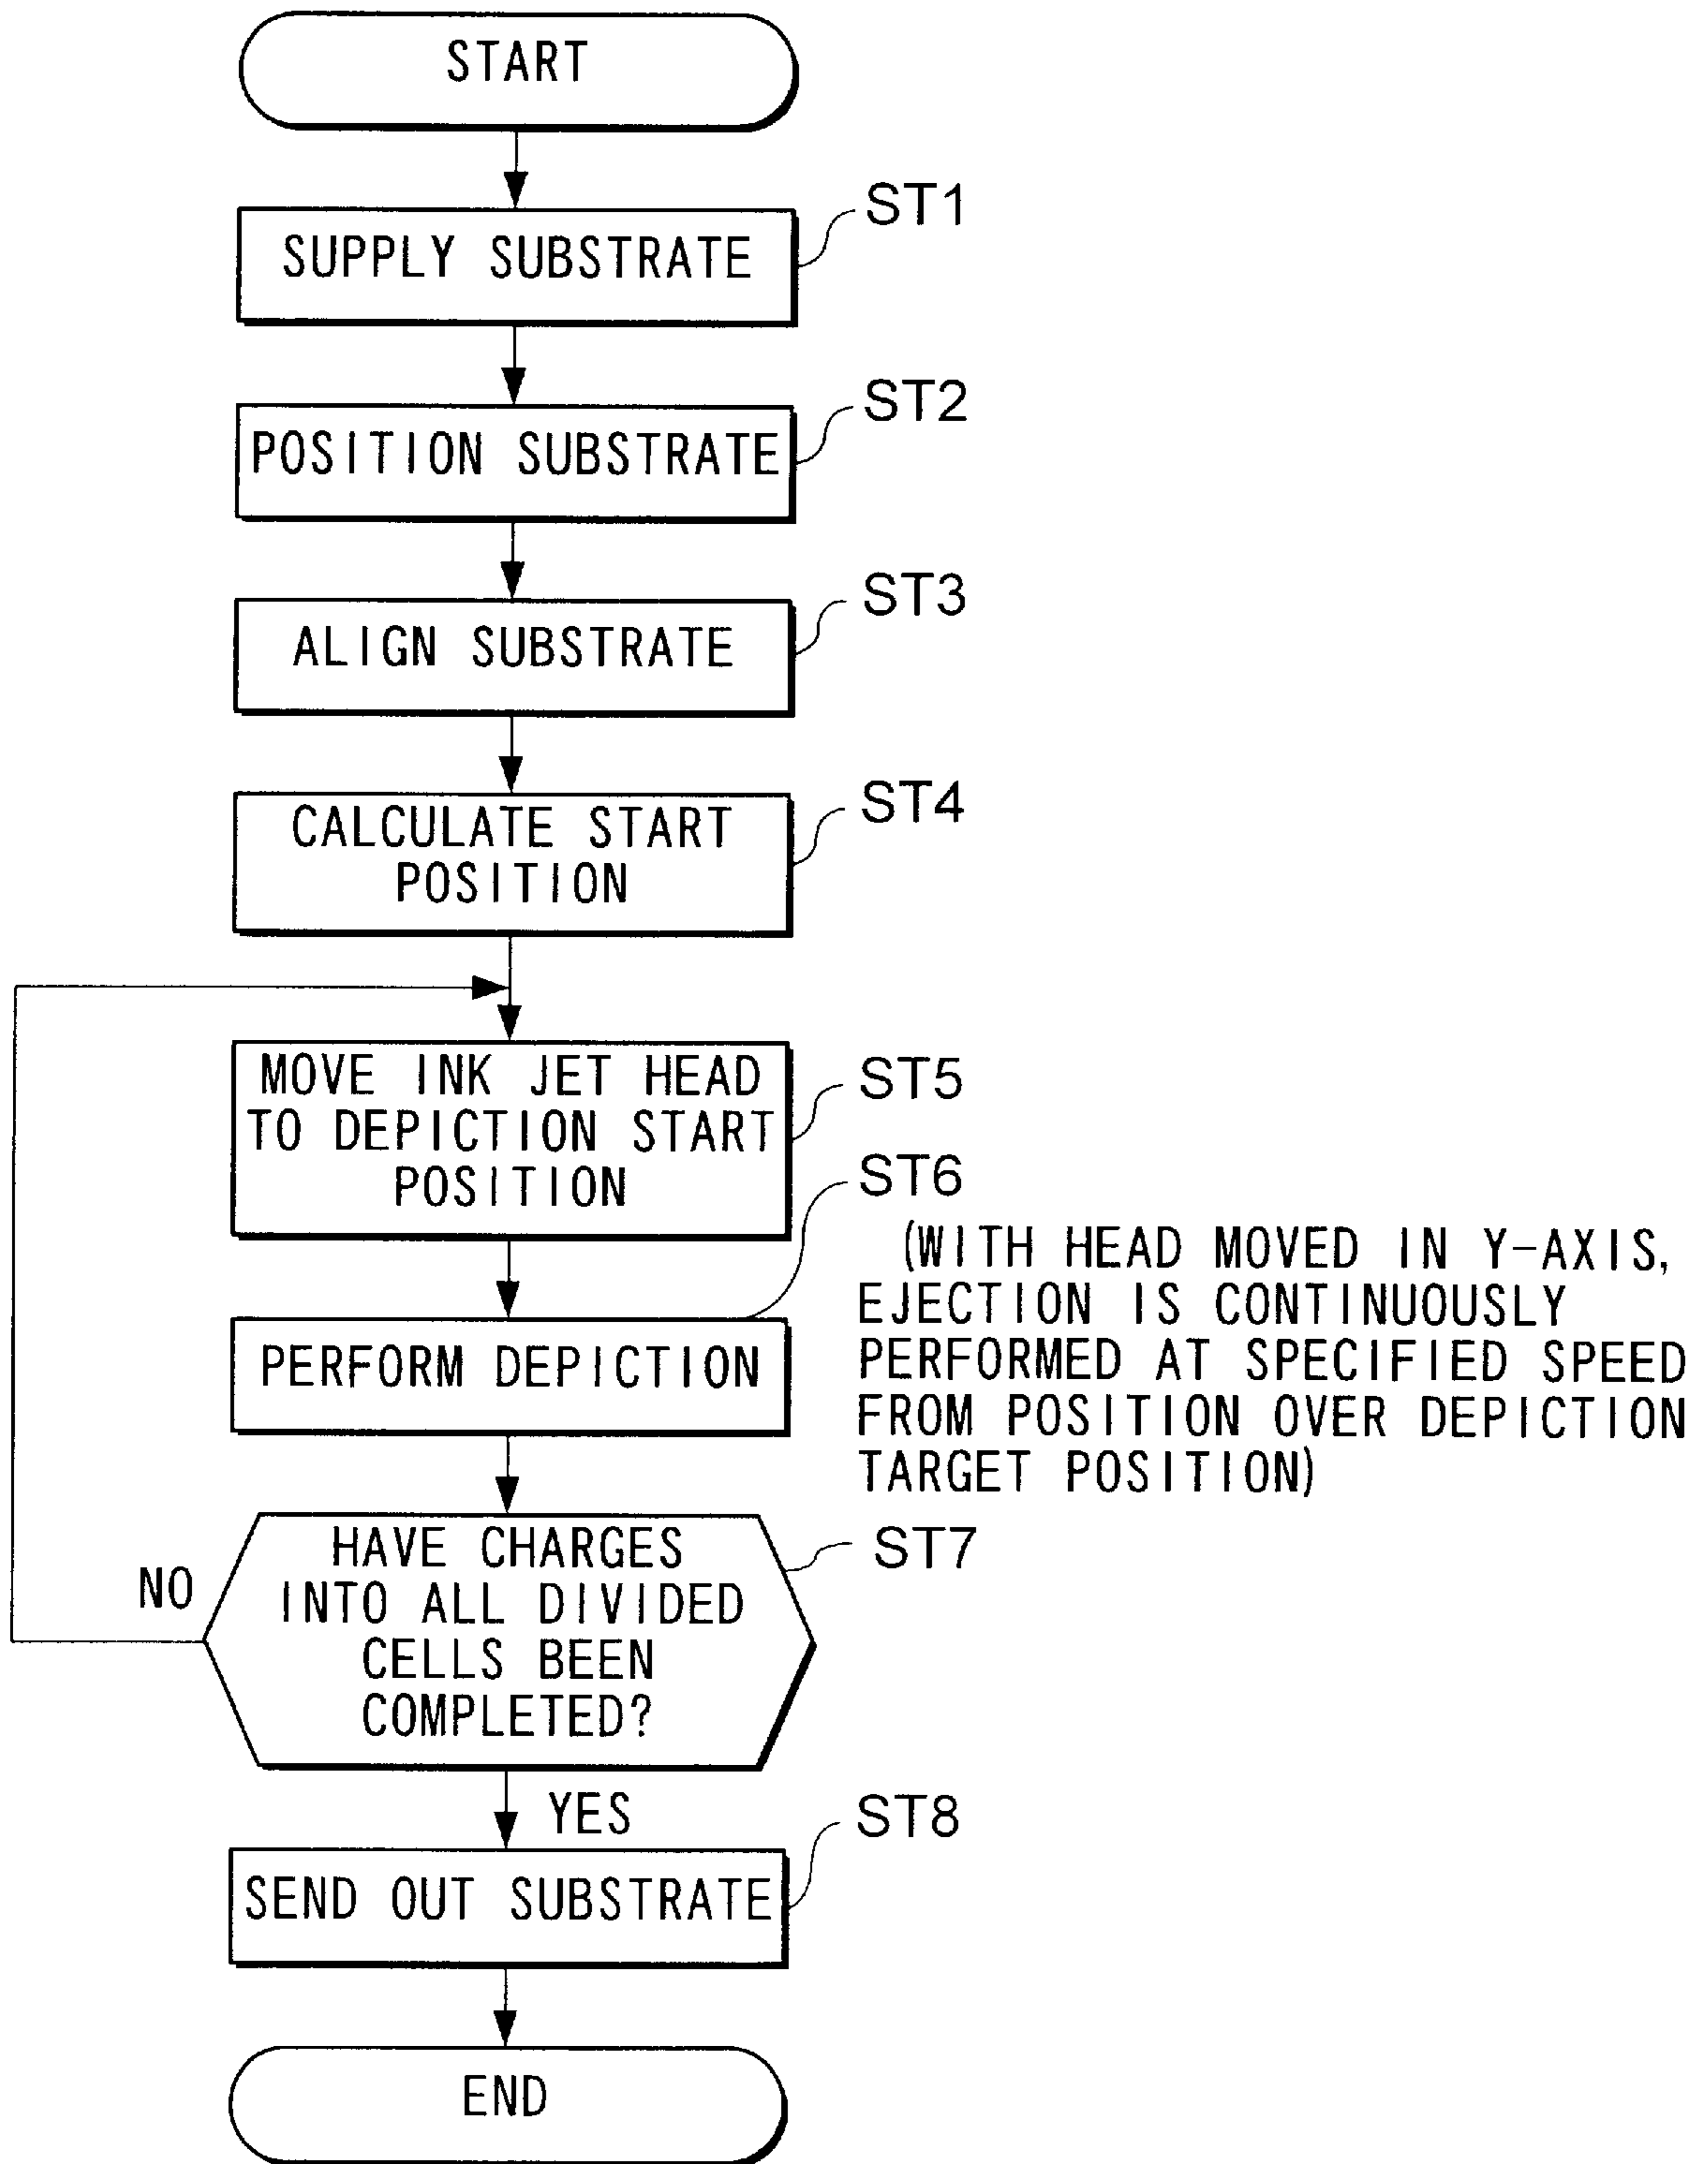 START
ST1
SUPPLY SUBSTRATE
ST2
POSITION SUBSTRATE
ST3
ALIGN SUBSTRATE
ST4
CALCULATE START
POSITION
ST5
MOVE INK JET HEAD
TO DEPICTION START
POSITION
ST6
(WITH HEAD MOVED IN Y-AXIS,
EJECTION IS CONTINUOUSLY
PERFORMED AT SPECIFIED SPEED
FROM POSITION OVER DEPICTION
TARGET POSITION)
PERFORM DEPICTION
ST7
HAVE CHARGES
INTO ALL DIVIDED
CELLS BEEN
COMPLETED?
NO
YES
ST8
SEND OUT SUBSTRATE
END